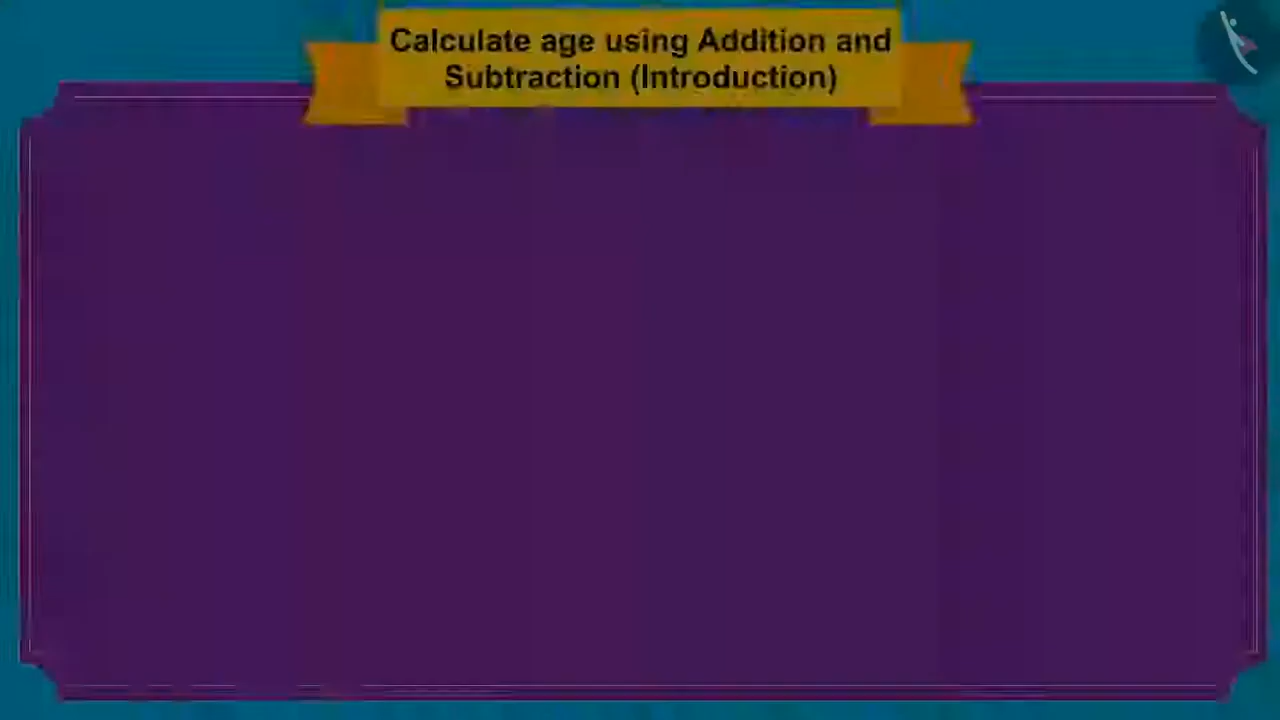 Calculate age using Addition and
Subtraction (Introduction)